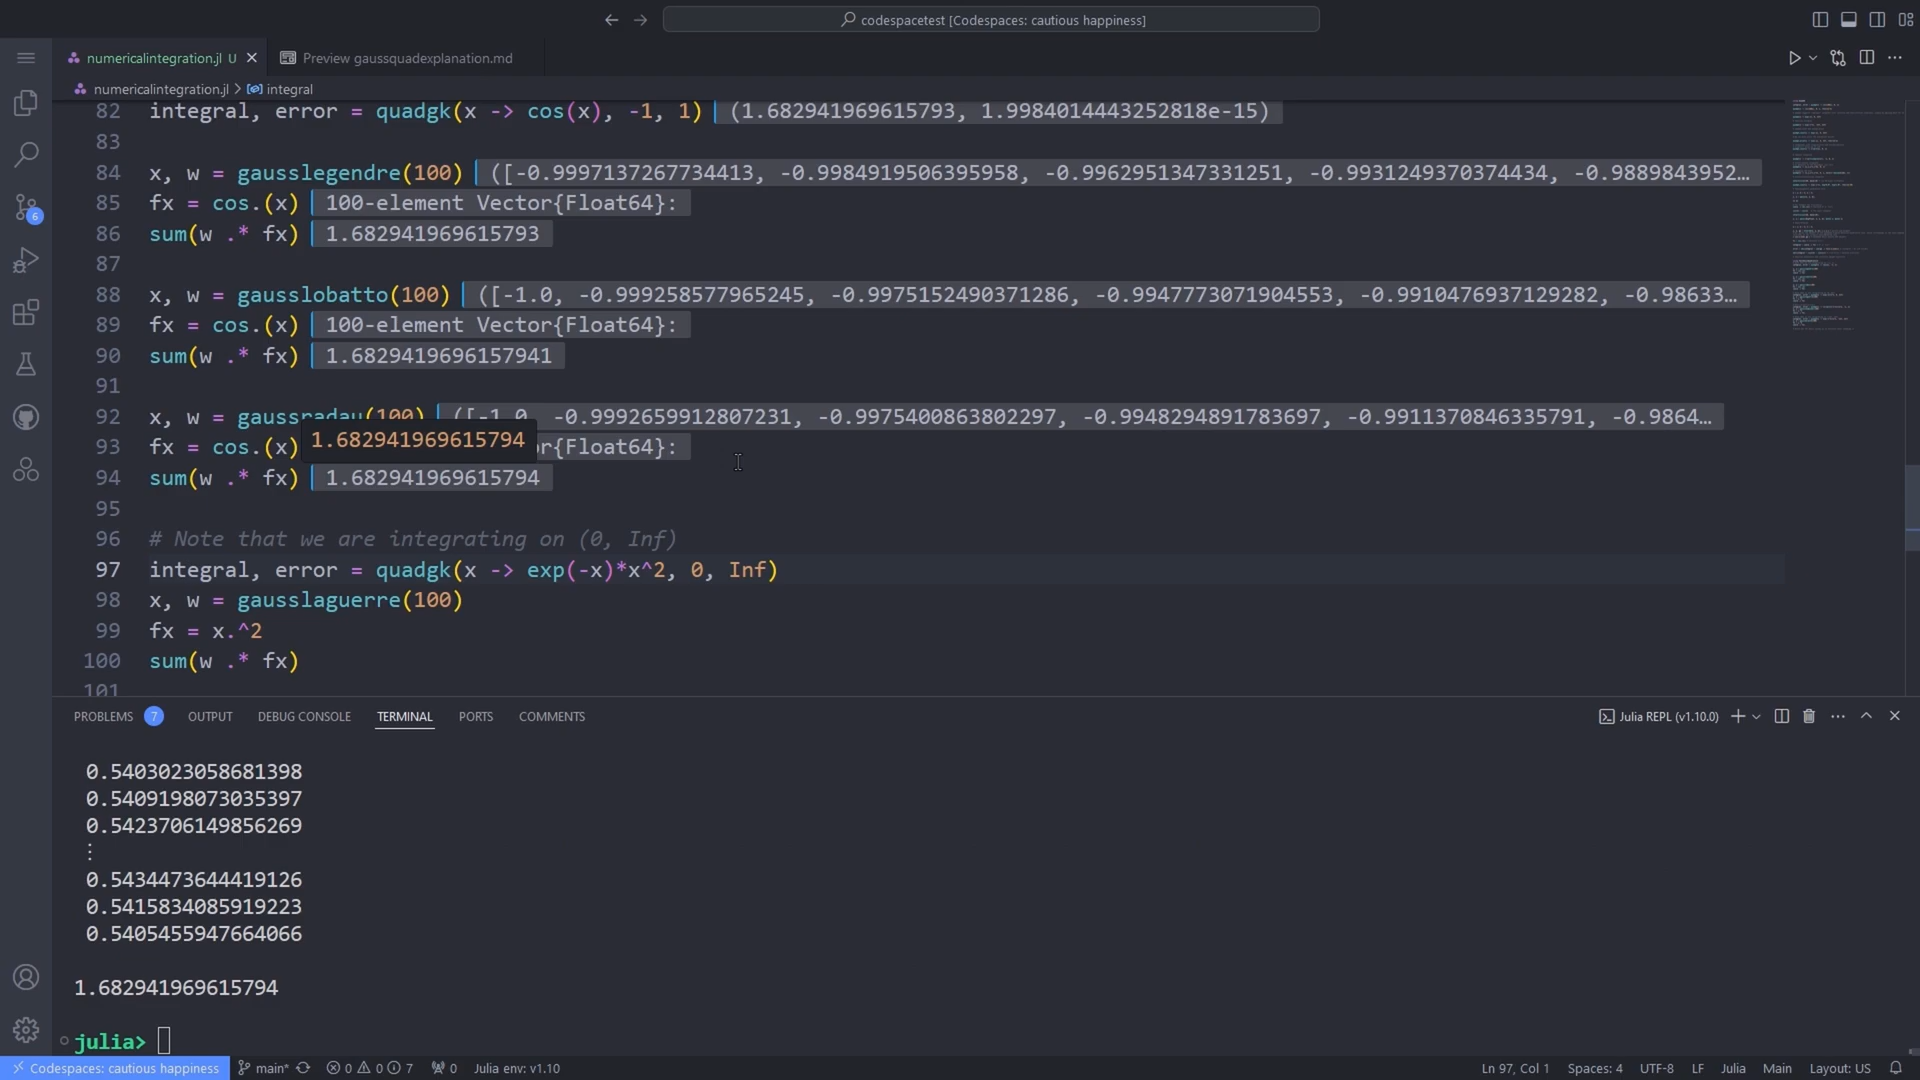 codespacetest [Codespaces: cautious happiness]
numericalintegration.jl U
Preview gaussquadexplanation.md
numericalintegration.jl > integral
82 integral, error = quadgk(x -> cos(x), -1, 1) (1.682941969615793, 1.9984014443252818e-15)
83
84 x, w = gausslegendre(100) ([-0.9997137267734413, -0.9984919506395958, -0.9962951347331251, -0.9931249370374434, -0.9889843952…
85 fx = cos.(x) 100-element Vector{Float64}:
86 sum(w .* fx) 1.682941969615793
87
88 x, w = gausslobatto(100) ([-1.0, -0.999258577965245, -0.9975152490371286, -0.9947773071904553, -0.9910476937129282, -0.98633…
89 fx = cos.(x) 100-element Vector{Float64}:
90 sum(w .* fx) 1.6829419696157941
91
92 x, w = gaussradau(100) ([-1.0, -0.9992659912807231, -0.9975400863802297, -0.9948294891783697, -0.9911370846335791, -0.9864…
1.682941969615794
93 fx = cos.(x) or{Float64}:
94 sum(w .* fx) 1.682941969615794
95
96 # Note that we are integrating on (0, Inf)
97 integral, error = quadgk(x -> exp(-x)*x^2, 0, Inf)
98 x, w = gausslaguerre(100)
99 fx = x.^2
100 sum(w .* fx)
101
PROBLEMS 7 OUTPUT DEBUG CONSOLE TERMINAL PORTS COMMENTS
Julia REPL (v1.10.0)
0.5403023058681398
0.5409198073035397
0.5423706149856269
⋮
0.5434473644419126
0.5415834085919223
0.5405455947664066
1.682941969615794
julia>
6
Codespaces: cautious happiness main* 0 0 7 0 Julia env: v1.10
Ln 97, Col 1 Spaces: 4 UTF-8 LF Julia Main Layout: US